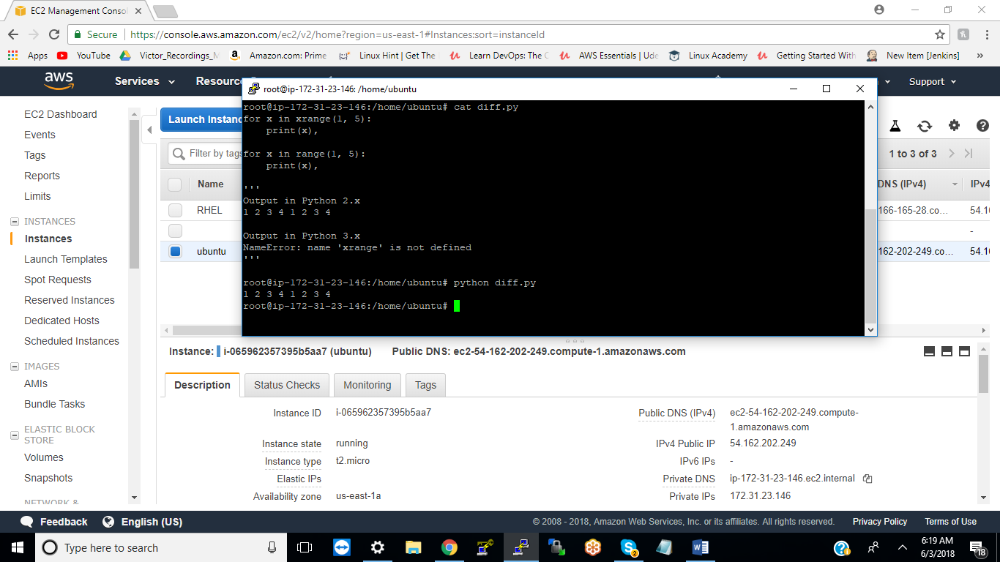 EC2 Management Conso
Secure
https://console.aws.amazon.com/ec2/v2/home?region=us-east-1#Instances:sort=instanceId
Apps
YouTube
Victor_Recordings_M
Amazon.com: Prime
Linux Hint | Get The
Learn DevOps: The C
AWS Essentials | Ude
Linux Academy
Getting Started With
New Item [Jenkins]
»
aws
Services
Resourc
Support
root@ip-172-31-23-146: /home/ubuntu
root@ip-172-31-23-146:/home/ubuntu# cat diff.py
for x in xrange(1, 5):
    print(x),
for x in range(1, 5):
    print(x),
'''
Output in Python 2.x
1 2 3 4 1 2 3 4
Output in Python 3.x
NameError: name 'xrange' is not defined
'''
root@ip-172-31-23-146:/home/ubuntu# python diff.py
1 2 3 4 1 2 3 4
root@ip-172-31-23-146:/home/ubuntu#
EC2 Dashboard
Events
Tags
Reports
Limits
INSTANCES
Instances
Launch Templates
Spot Requests
Reserved Instances
Dedicated Hosts
Scheduled Instances
IMAGES
AMIs
Bundle Tasks
ELASTIC BLOCK
STORE
Volumes
Snapshots
NETWORK &
Launch Instanc
Filter by tags
1 to 3 of 3
Name
DNS (IPv4)
IPv4
RHEL
166-165-28.co...
54.16
-
ubuntu
162-202-249.co...
54.16
Instance: i-065962357395b5aa7 (ubuntu)
Public DNS: ec2-54-162-202-249.compute-1.amazonaws.com
Description
Status Checks
Monitoring
Tags
Instance ID
i-065962357395b5aa7
Public DNS (IPv4)
ec2-54-162-202-249.compute-
1.amazonaws.com
Instance state
running
IPv4 Public IP
54.162.202.249
Instance type
t2.micro
IPv6 IPs
-
Elastic IPs
Private DNS
ip-172-31-23-146.ec2.internal
Availability zone
us-east-1a
Private IPs
172.31.23.146
Feedback
English (US)
© 2008 - 2018, Amazon Web Services, Inc. or its affiliates. All rights reserved.
Privacy Policy
Terms of Use
Type here to search
2
6:19 AM
6/3/2018
18